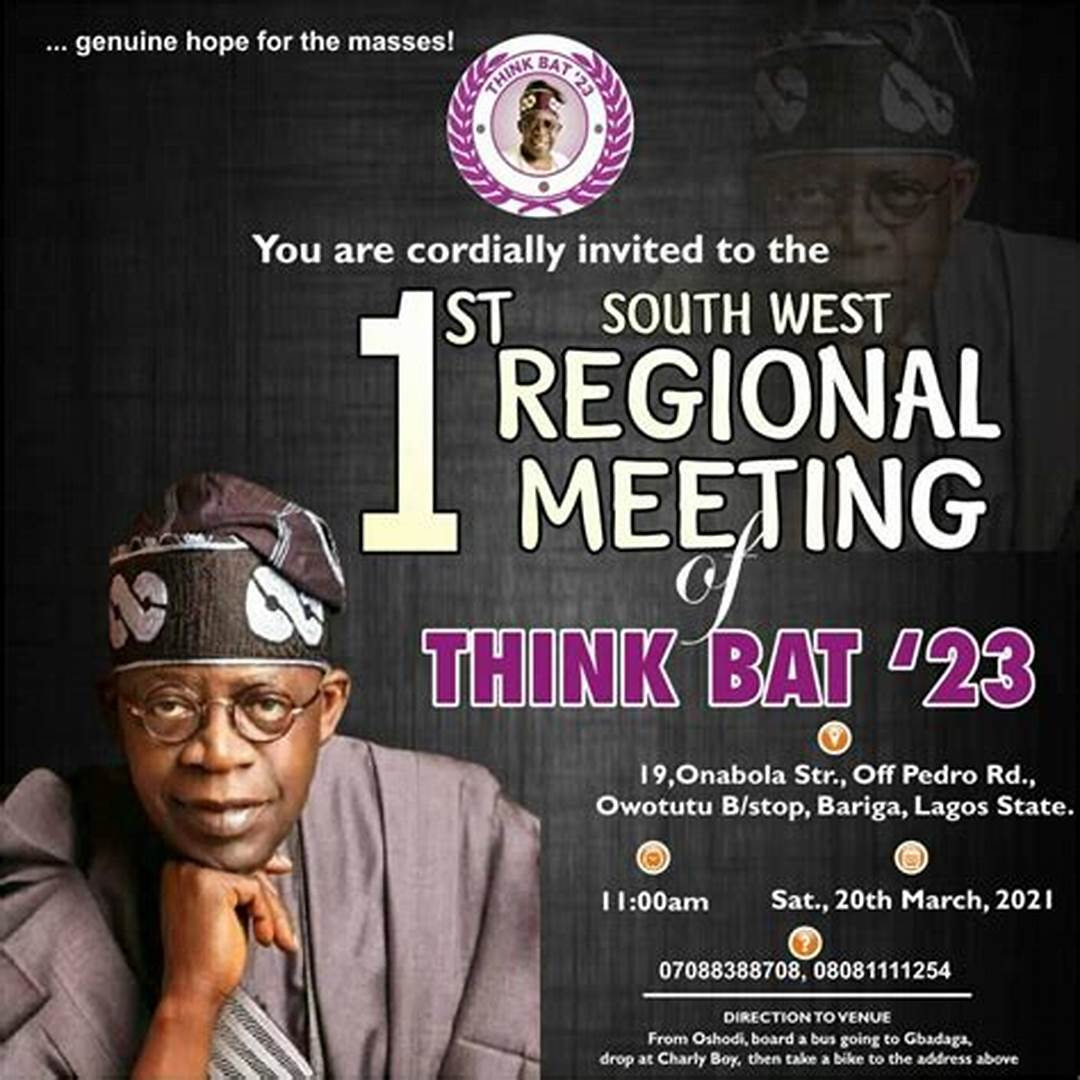 ... genuine hope for the masses!
THINK BAT '23
You are cordially invited to the
1ST SOUTH WEST
REGIONAL
MEETING
of
THINK BAT '23
19,Onabola Str., Off Pedro Rd.,
Owotutu B/stop, Bariga, Lagos State.
11:00am Sat., 20th March, 2021
?
07088388708, 08081111254
DIRECTION TO VENUE
From Oshodi, board a bus going to Gbadaga,
drop at Charly Boy, then take a bike to the address above